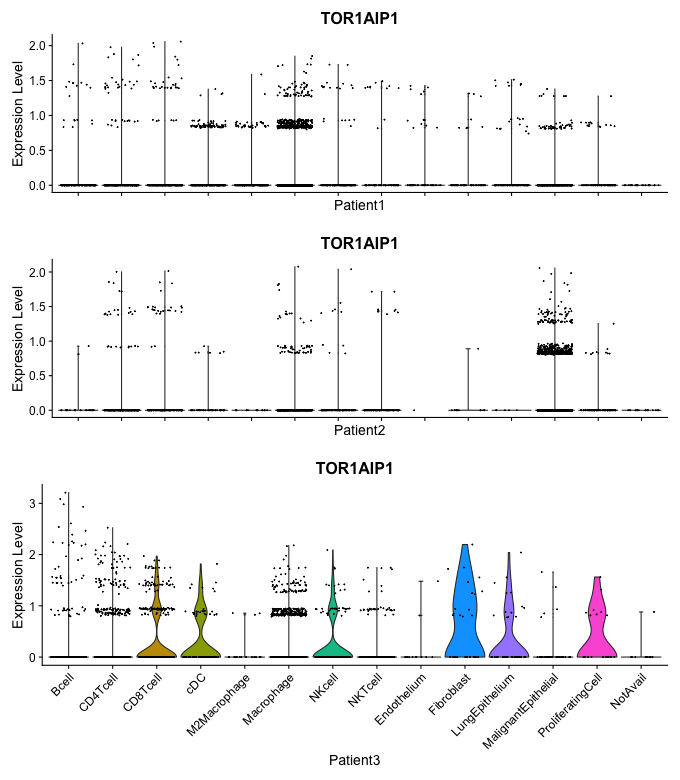 TOR1AIP1
Expression Level
2.0
1.5
1.0
0.5
0.0
Patient1
TOR1AIP1
Expression Level
2.0
1.5
1.0
0.5
0.0
Patient2
TOR1AIP1
Expression Level
3
2
1
0
Bcell
CD4Tcell
CD8Tcell
cDC
M2Macrophage
Macrophage
NKcell
NKTcell
Endothelium
Fibroblast
LungEpithelium
MalignantEpithelial
ProliferatingCell
NotAvail
Patient3